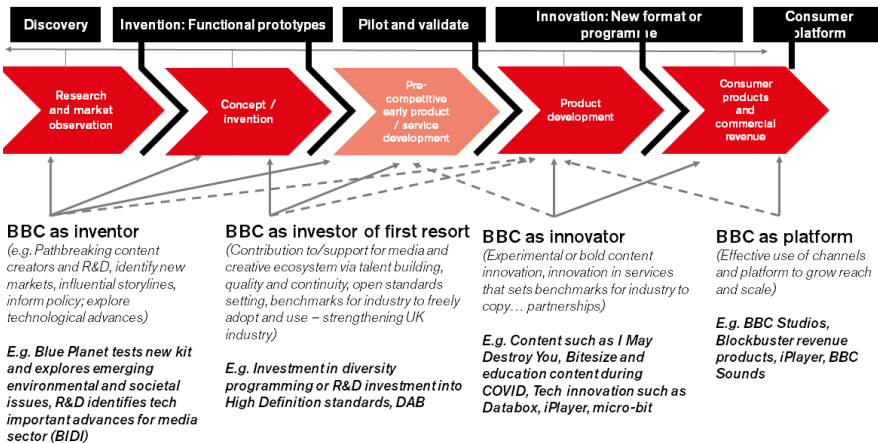 Discovery
Invention: Functional prototypes
Pilot and validate
Innovation: New format or
programme
Consumer
platform
Research
and market
observation
Concept /
invention
Pre-
competitive
early product
/ service
development
Product
development
Consumer
products
and
commercial
revenue
BBC as inventor
(e.g. Pathbreaking content
creators and R&D, identify new
markets, influential storylines,
inform policy; explore
technological advances)
E.g. Blue Planet tests new kit
and explores emerging
environmental and societal
issues, R&D identifies tech
important advances for media
sector (BIDI)
BBC as investor of first resort
(Contribution to/support for media and
creative ecosystem via talent building,
quality and continuity, open standards
setting, benchmarks for industry to freely
adopt and use – strengthening UK
industry)
E.g. Investment in diversity
programming or R&D investment into
High Definition standards, DAB
BBC as innovator
(Experimental or bold content
innovation, innovation in services
that sets benchmarks for industry to
copy… partnerships)
E.g. Content such as I May
Destroy You, Bitesize and
education content during
COVID, Tech innovation such as
Databox, iPlayer, micro-bit
BBC as platform
(Effective use of channels
and platform to grow reach
and scale)
E.g. BBC Studios,
Blockbuster revenue
products, iPlayer, BBC
Sounds